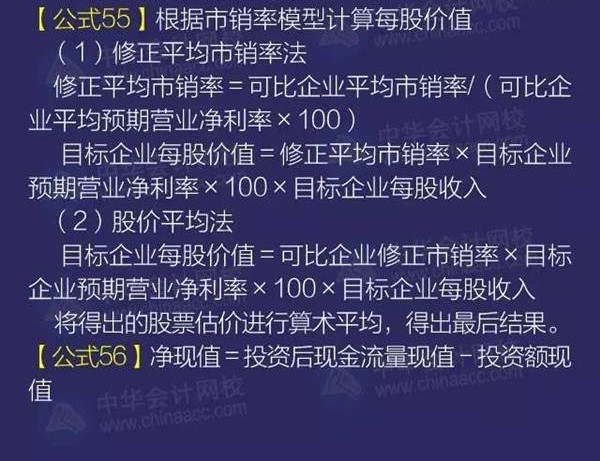 【公式55】根据市销率模型计算每股价值
（1）修正平均市销率法
修正平均市销率＝可比企业平均市销率/（可比企
业平均预期营业净利率×100）
目标企业每股价值＝修正平均市销率×目标企业
预期营业净利率×100×目标企业每股收入
（2）股价平均法
目标企业每股价值＝可比企业修正市销率×目标
企业预期营业净利率×100×目标企业每股收入
将得出的股票估价进行算术平均，得出最后结果。
【公式56】净现值＝投资后现金流量现值－投资额现
值
中华会计网校
www.chinaacc.com